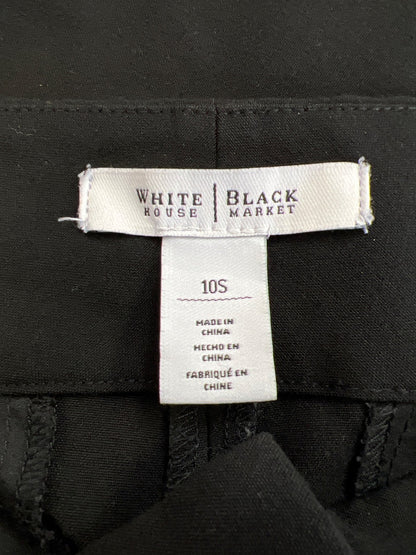 WHITE | BLACK
HOUSE | MARKET
10S
MADE IN
CHINA
HECHO EN
CHINA
FABRIQUÉ EN
CHINE